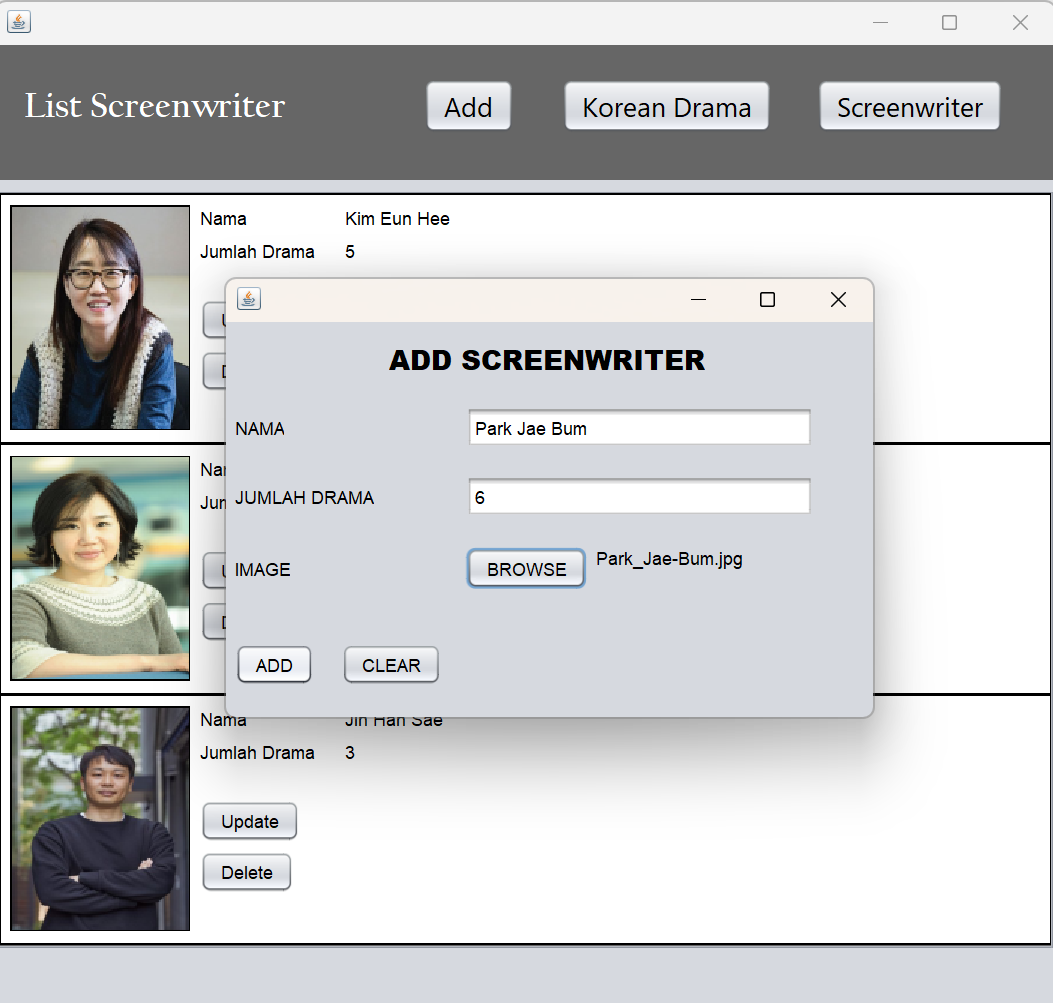 List Screenwriter
Add
Korean Drama
Screenwriter
Nama Kim Eun Hee
Jumlah Drama 5
ADD SCREENWRITER
NAMA Park Jae Bum
JUMLAH DRAMA 6
IMAGE BROWSE Park_Jae-Bum.jpg
ADD CLEAR
Nama Jin Han Sae
Jumlah Drama 3
Update
Delete